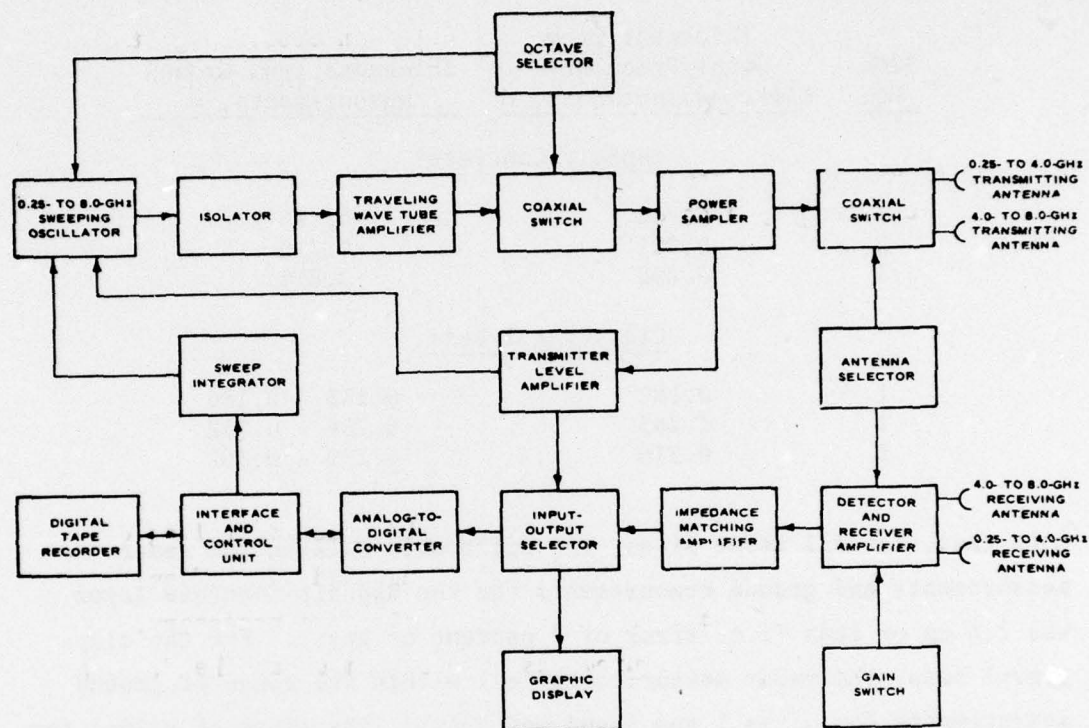 OCTAVE
SELECTOR
0.25- TO 8.0-GHz
SWEEPING
OSCILLATOR
ISOLATOR
TRAVELING
WAVE TUBE
AMPLIFIER
COAXIAL
SWITCH
POWER
SAMPLER
COAXIAL
SWITCH
0.25- TO 4.0-GHz
TRANSMITTING
ANTENNA
4.0- TO 8.0-GHz
TRANSMITTING
ANTENNA
SWEEP
INTEGRATOR
TRANSMITTER
LEVEL
AMPLIFIER
ANTENNA
SELECTOR
DIGITAL
TAPE
RECORDER
INTERFACE
AND
CONTROL
UNIT
ANALOG-TO-
DIGITAL
CONVERTER
INPUT-
OUTPUT
SELECTOR
IMPEDANCE
MATCHING
AMPLIFIER
DETECTOR
AND
RECEIVER
AMPLIFIER
4.0- TO 8.0-GHz
RECEIVING
ANTENNA
0.25- TO 4.0-GHz
RECEIVING
ANTENNA
GRAPHIC
DISPLAY
GAIN
SWITCH